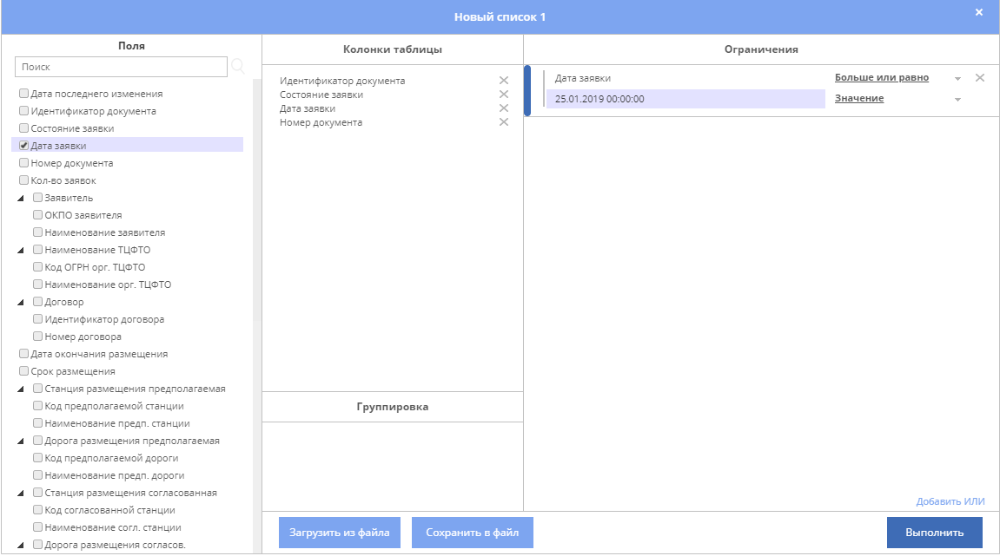 Новый список 1
Поля
Поиск
Дата последнего изменения
Идентификатор документа
Состояние заявки
Дата заявки
Номер документа
Кол-во заявок
Заявитель
ОКПО заявителя
Наименование заявителя
Наименование ТЦФТО
Код ОГРН орг. ТЦФТО
Наименование орг. ТЦФТО
Договор
Идентификатор договора
Номер договора
Дата окончания размещения
Срок размещения
Станция размещения предполагаемая
Код предполагаемой станции
Наименование предп. станции
Дорога размещения предполагаемая
Код предполагаемой дороги
Наименование предп. дороги
Станция размещения согласованная
Код согласованной станции
Наименование согл. станции
Дорога размещения согласов.
Колонки таблицы
Идентификатор документа
Состояние заявки
Дата заявки
Номер документа
Группировка
Ограничения
Дата заявки Больше или равно
25.01.2019 00:00:00 Значение
Добавить ИЛИ
Загрузить из файла Сохранить в файл Выполнить